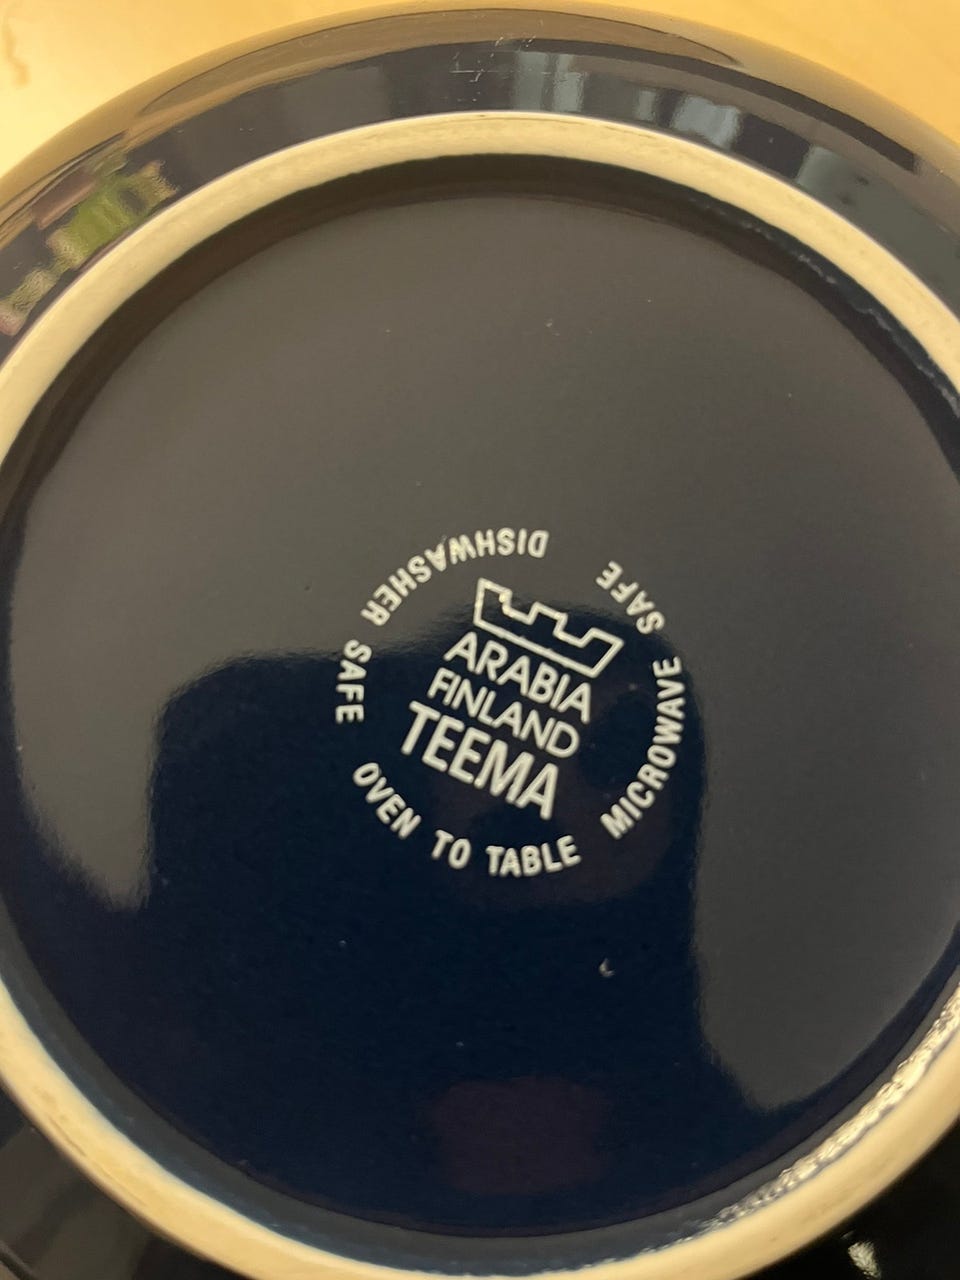 ARABIA
FINLAND
TEEMA
DISHWASHER SAFE
OVEN TO TABLE
MICROWAVE SAFE